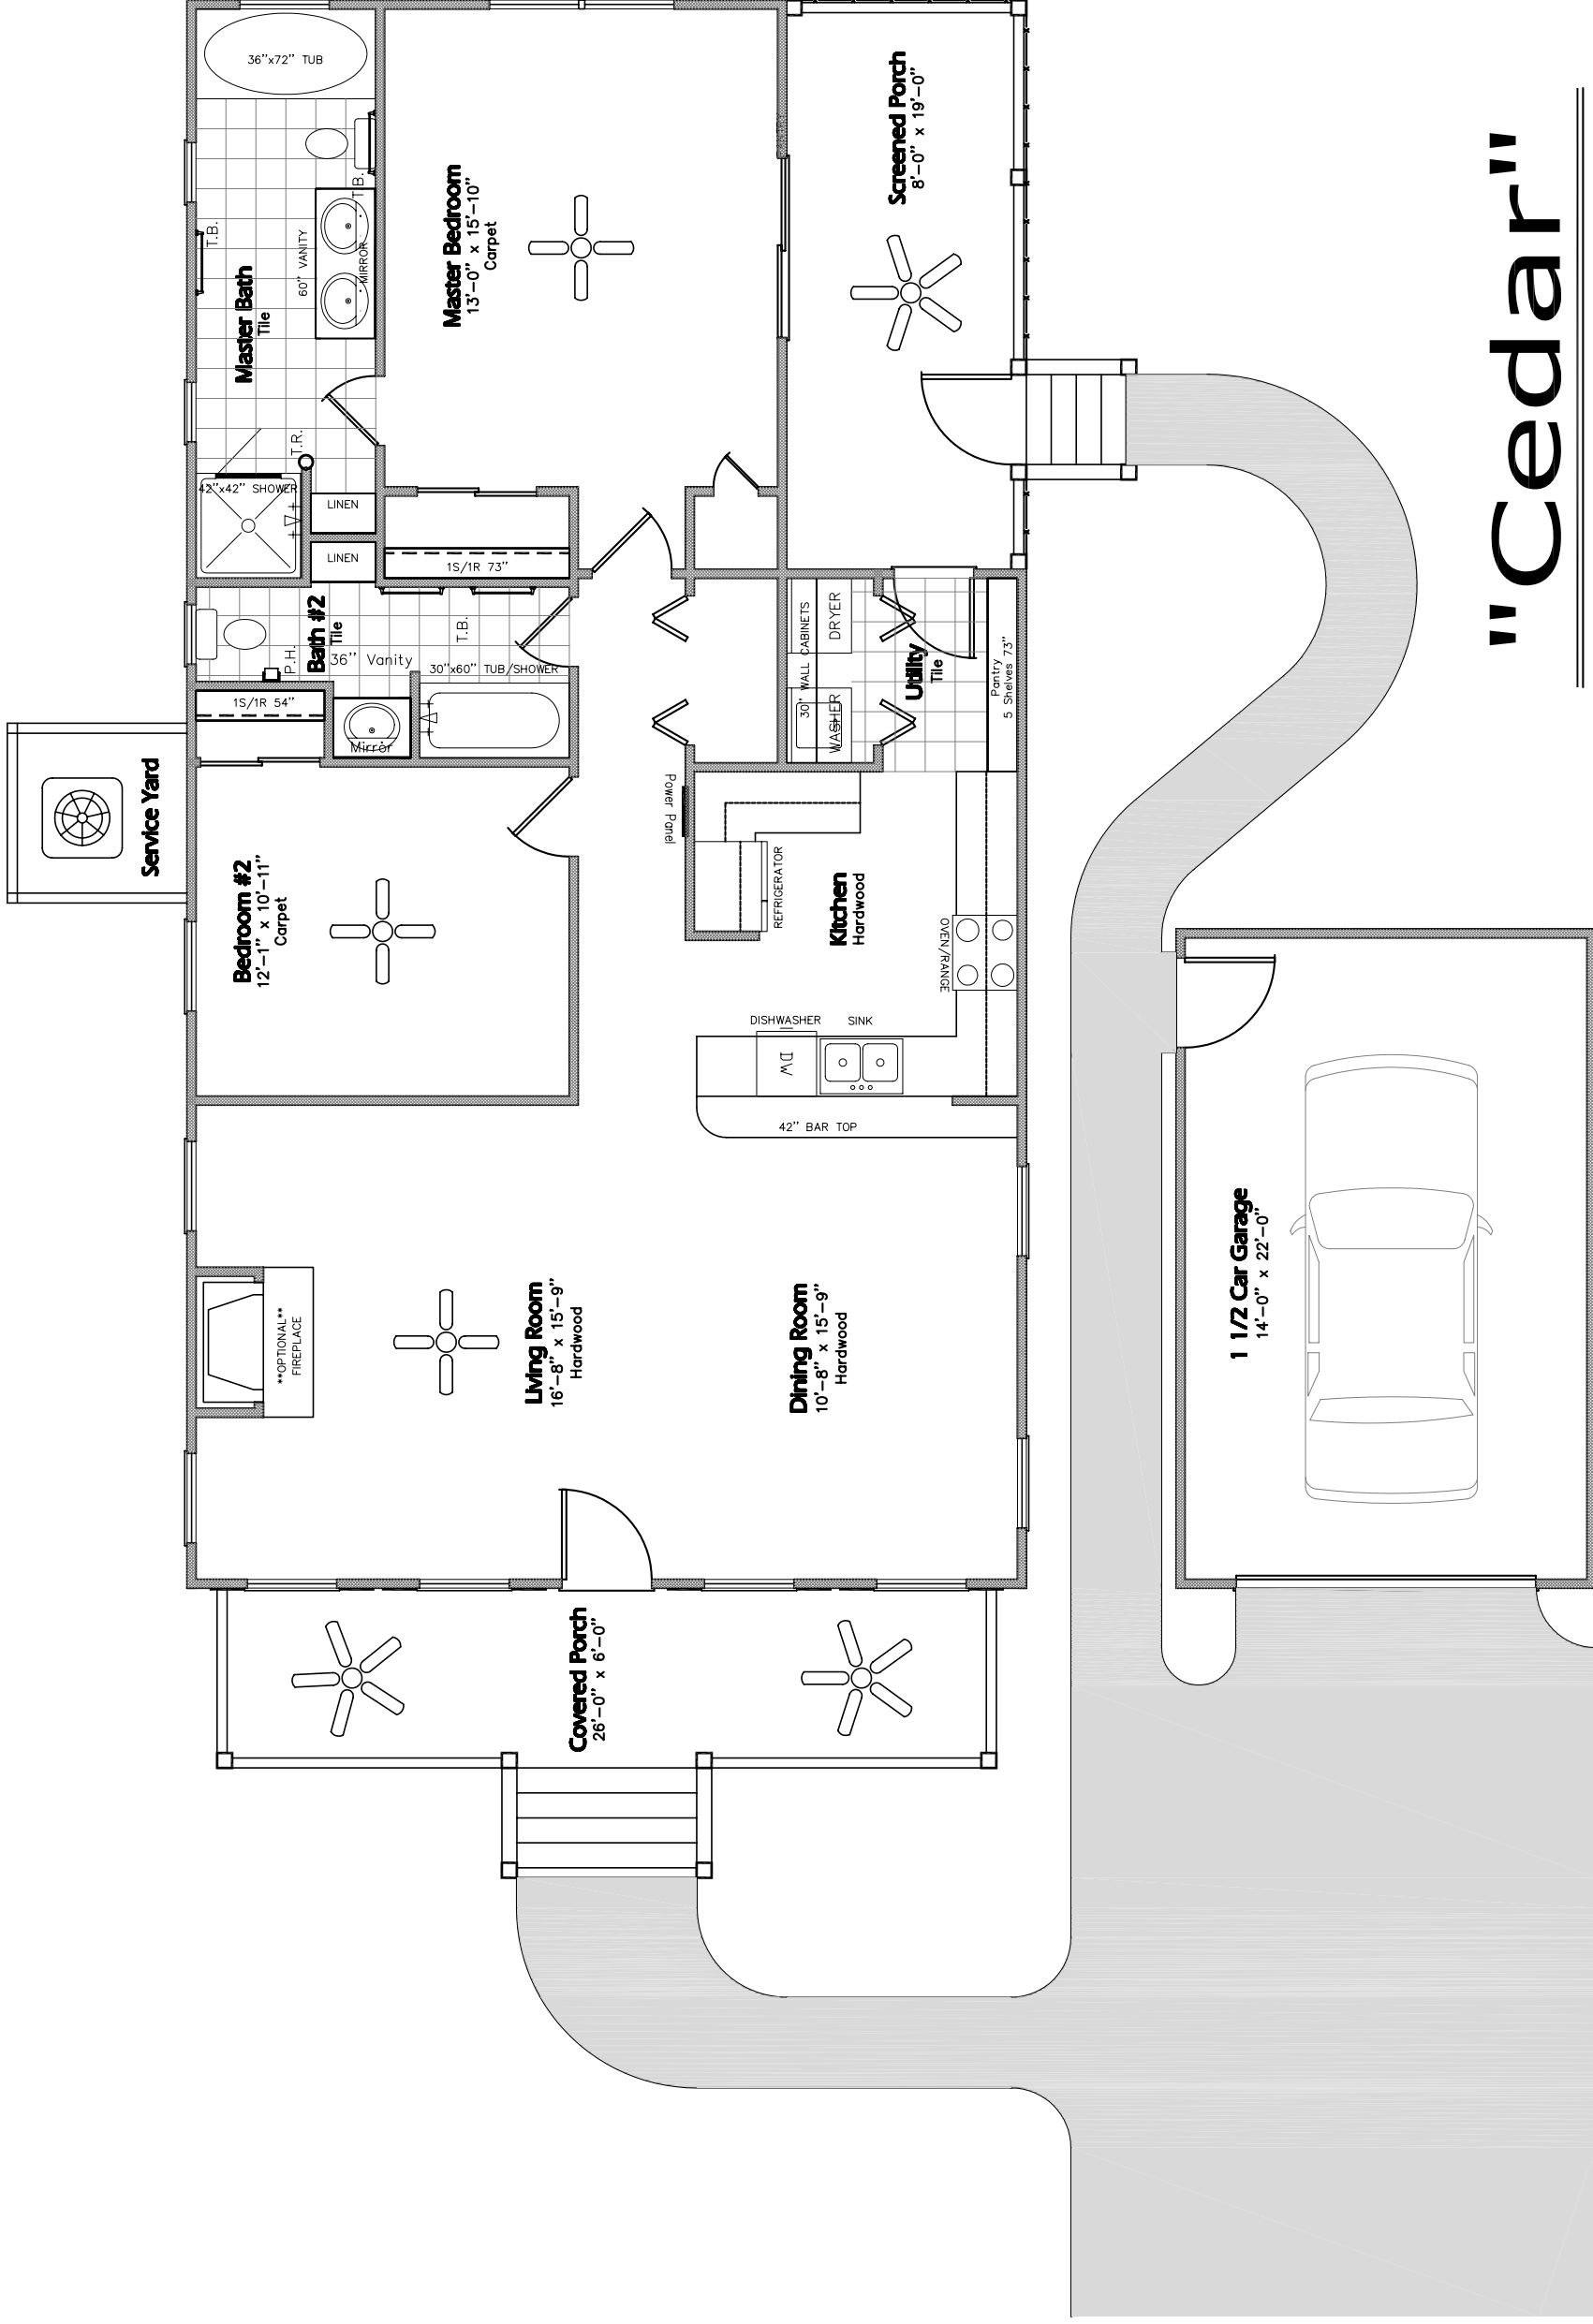 "Cedar"
36"x72" TUB
T.B.
T.B.
60" VANITY
MIRROR
Master Bath
Tile
T.R.
42"x42" SHOWER
LINEN
LINEN
Master Bedroom
13'-0" x 15'-10"
Carpet
1S/1R 73"
Screened Porch
8'-0" x 19'-0"
Bath #2
Tile
P.H.
36" Vanity
T.B.
30"x60" TUB/SHOWER
1S/1R 54"
Mirror
30" WALL CABINETS
DRYER
WASHER
Utility
Tile
Pantry
5 Shelves 73"
Service Yard
Bedroom #2
12'-1" x 10'-11"
Carpet
Power Panel
REFRIGERATOR
Kitchen
Hardwood
OVEN/RANGE
DISHWASHER
SINK
DW
42" BAR TOP
**OPTIONAL**
FIREPLACE
Living Room
16'-8" x 15'-9"
Hardwood
Dining Room
10'-8" x 15'-9"
Hardwood
1 1/2 Car Garage
14'-0" x 22'-0"
Covered Porch
26'-0" x 6'-0"